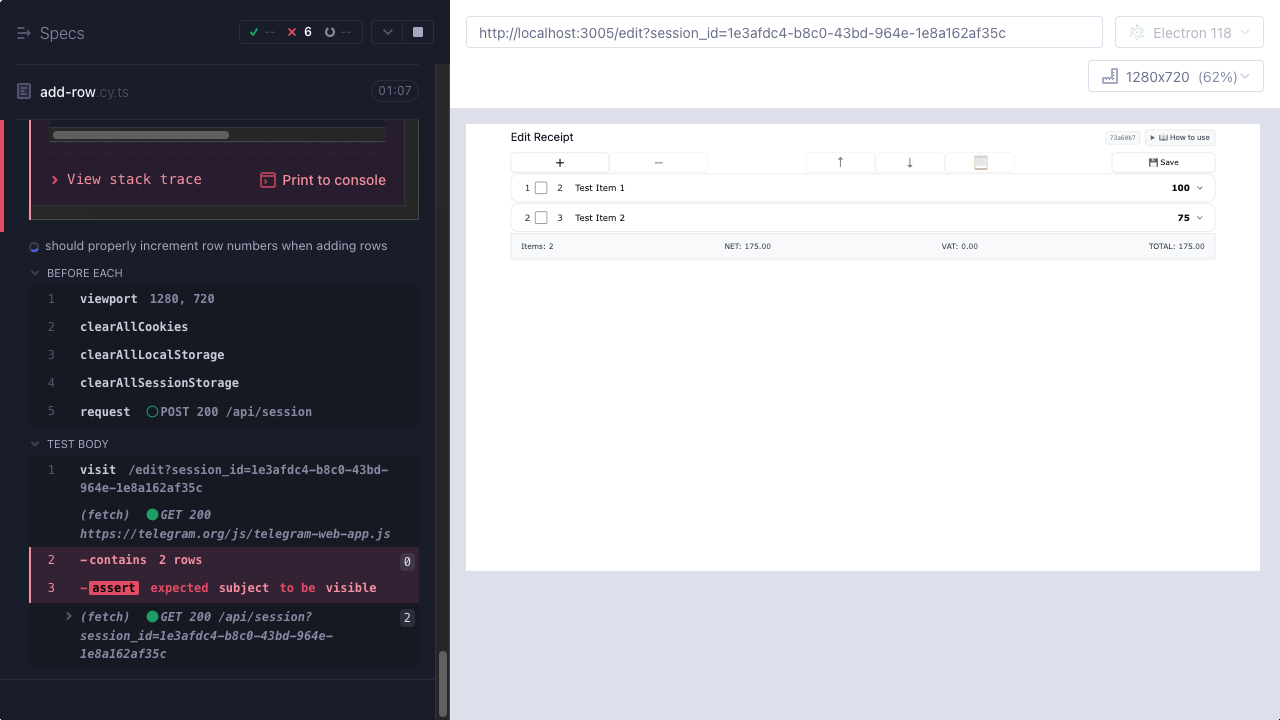 Specs
-- 6 --
add-row.cy.ts 01:07
View stack trace Print to console
should properly increment row numbers when adding rows
BEFORE EACH
1 viewport 1280, 720
2 clearAllCookies
3 clearAllLocalStorage
4 clearAllSessionStorage
5 request POST 200 /api/session
TEST BODY
1 visit /edit?session_id=1e3afdc4-b8c0-43bd-
964e-1e8a162af35c
(fetch) GET 200
https://telegram.org/js/telegram-web-app.js
2 -contains 2 rows 0
3 -assert expected subject to be visible
(fetch) GET 200 /api/session? 2
session_id=1e3afdc4-b8c0-43bd-964e-
1e8a162af35c
http://localhost:3005/edit?session_id=1e3afdc4-b8c0-43bd-964e-1e8a162af35c
Electron 118
1280x720 (62%)
Edit Receipt 73a60b7 How to use
+ − ↑ ↓ Save
1 2 Test Item 1 100
2 3 Test Item 2 75
Items: 2 NET: 175.00 VAT: 0.00 TOTAL: 175.00